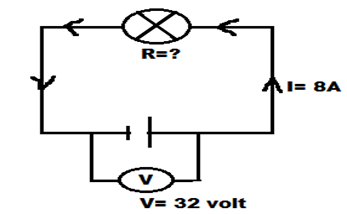 R=?
I= 8A
V
V= 32 volt